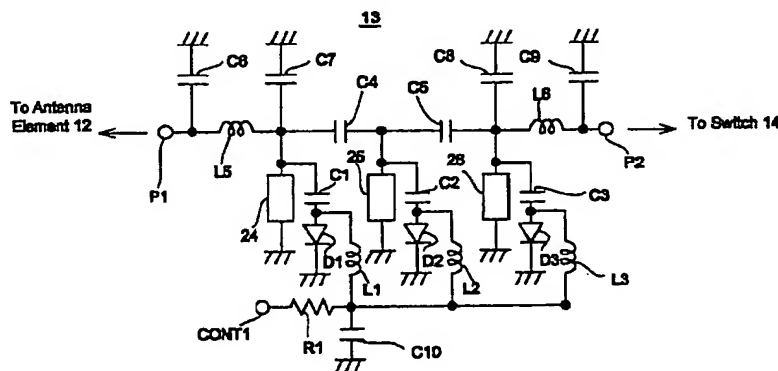 13
C6
C7
C8
C9
C4
C5
L6
To Antenna
Element 12
To Switch 14
P1
L5
P2
25
26
C1
C2
C3
24
D1
D2
D3
L1
L2
L3
CONT1
R1
C10